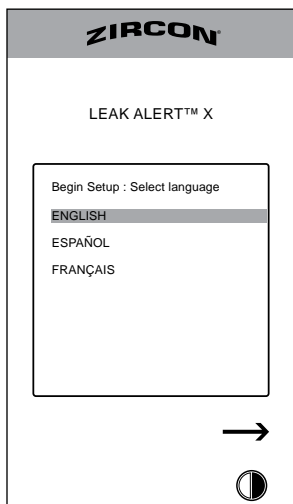 ZIRCON
LEAK ALERT™ X
Begin Setup : Select language
ENGLISH
ESPAÑOL
FRANÇAIS